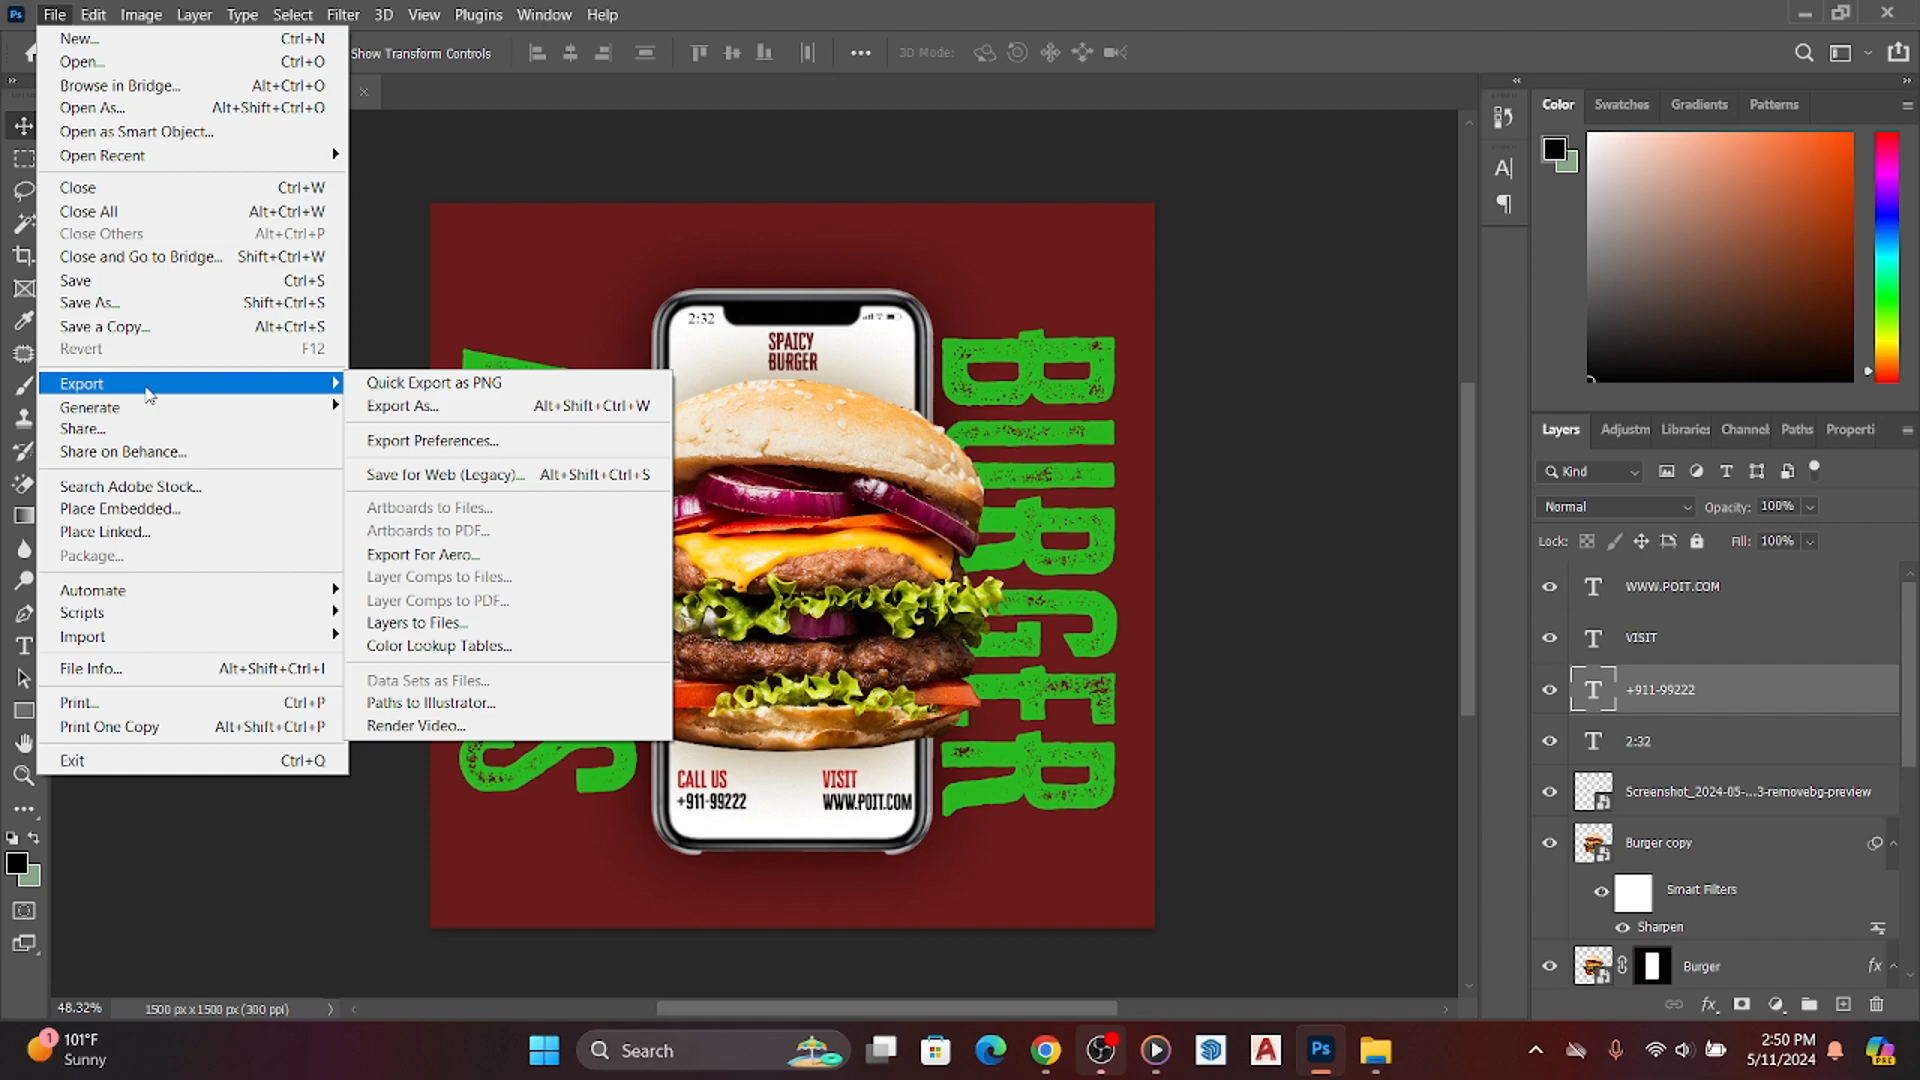 Ps File Edit Image Layer Type Select Filter 3D View Plugins Window Help
Show Transform Controls
3D Mode:
New... Ctrl+N
Open... Ctrl+O
Browse in Bridge... Alt+Ctrl+O
Open As... Alt+Shift+Ctrl+O
Open as Smart Object...
Open Recent
Close Ctrl+W
Close All Alt+Ctrl+W
Close Others Alt+Ctrl+P
Close and Go to Bridge... Shift+Ctrl+W
Save Ctrl+S
Save As... Shift+Ctrl+S
Save a Copy... Alt+Ctrl+S
Revert F12
Export
Generate
Share...
Share on Behance...
Search Adobe Stock...
Place Embedded...
Place Linked...
Package...
Automate
Scripts
Import
File Info... Alt+Shift+Ctrl+I
Print... Ctrl+P
Print One Copy Alt+Shift+Ctrl+P
Exit Ctrl+Q
Quick Export as PNG
Export As... Alt+Shift+Ctrl+W
Export Preferences...
Save for Web (Legacy)... Alt+Shift+Ctrl+S
Artboards to Files...
Artboards to PDF...
Export For Aero...
Layer Comps to Files...
Layer Comps to PDF...
Layers to Files...
Color Lookup Tables...
Data Sets as Files...
Paths to Illustrator...
Render Video...
2:32
SPAICY
BURGER
BURGER
CALL US
+911-99222
VISIT
WWW.POIT.COM
Color Swatches Gradients Patterns
Layers Adjustm Libraries Channel Paths Properti
Kind
Normal Opacity: 100%
Lock: Fill: 100%
T WWW.POIT.COM
T VISIT
T +911-99222
T 2:32
Screenshot_2024-05-...3-removebg-preview
Burger copy
Smart Filters
Sharpen
Burger fx
fx
48.32% 1500 px x 1500 px (300 ppi)
1
101°F
Sunny
Search
Ps
2:50 PM
5/11/2024
PRE